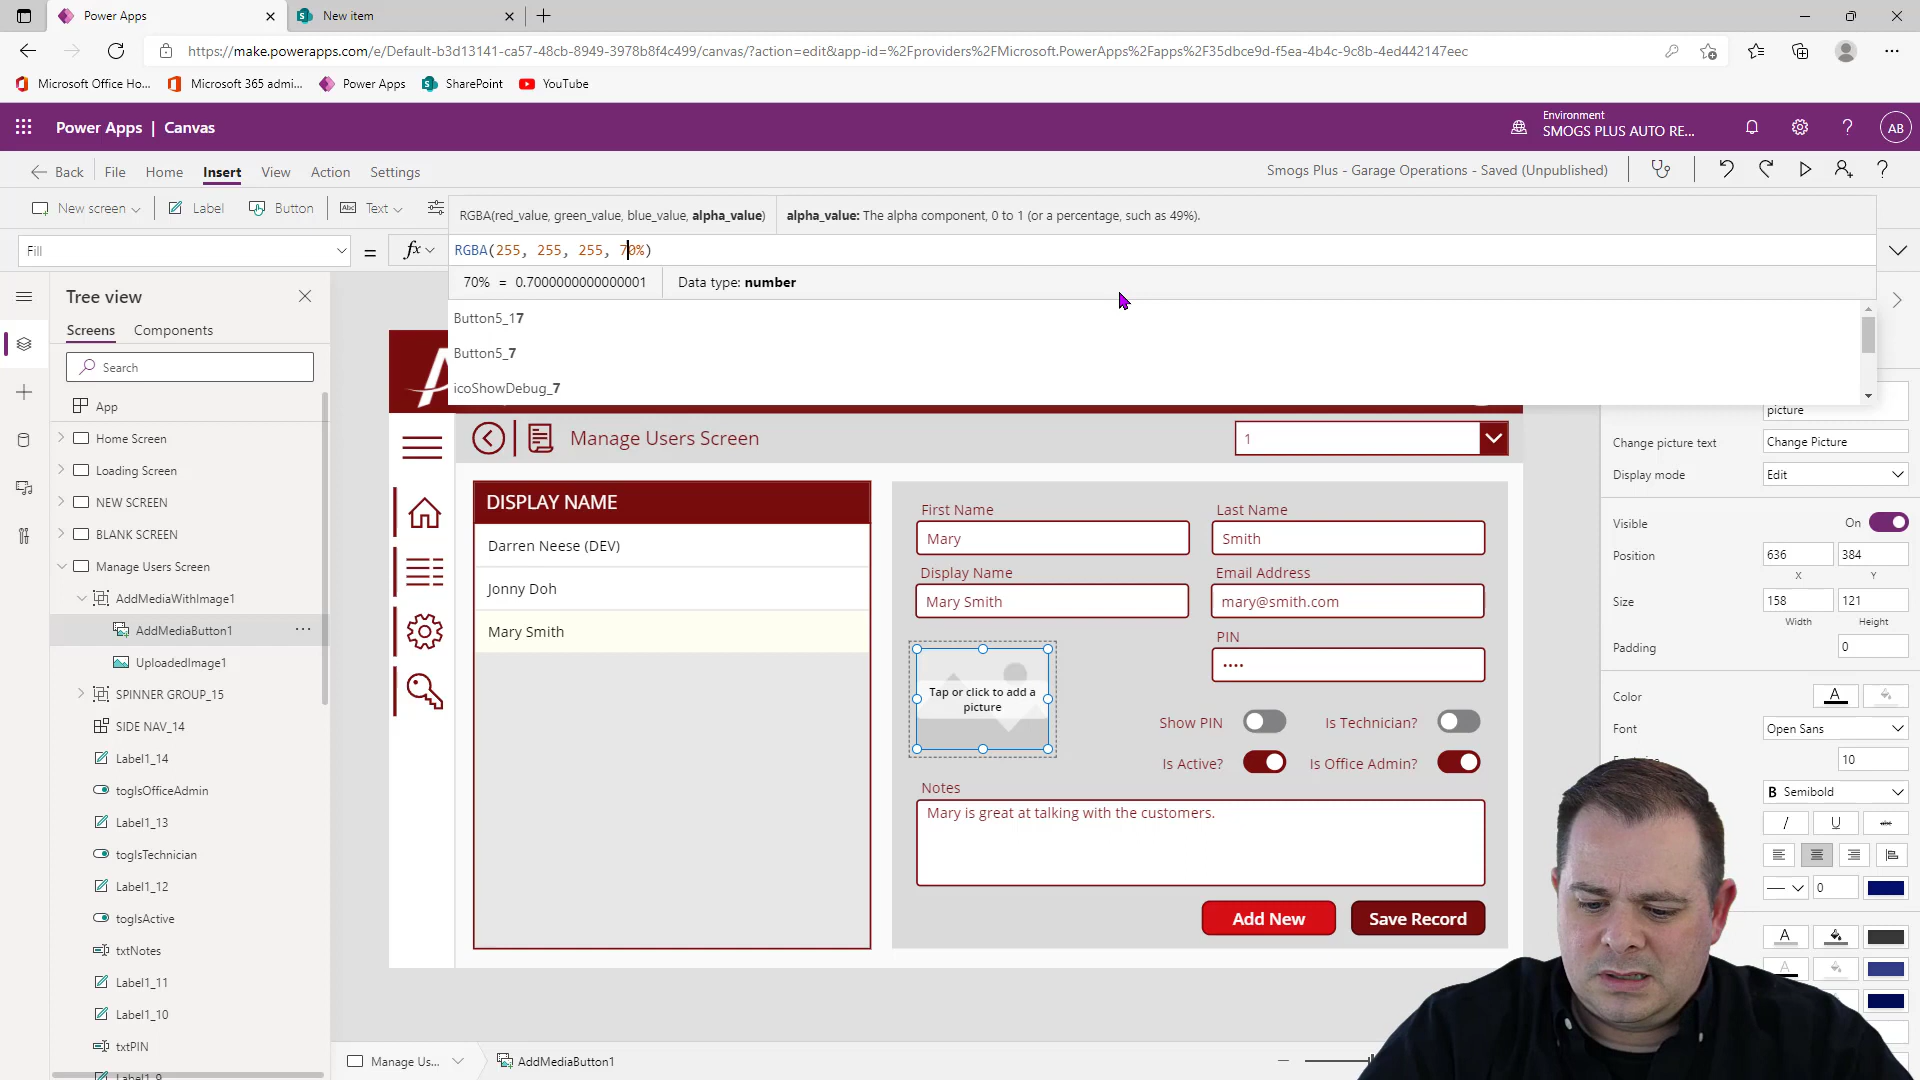 Power Apps
New item
https://make.powerapps.com/e/Default-b3d13141-ca57-48cb-8949-3978b8f4c499/canvas/?action=edit&app-id=%2Fproviders%2FMicrosoft.PowerApps%2Fapps%2F35dbce9d-f5ea-4b4c-9c8b-4ed442147eec
Microsoft Office Ho...
Microsoft 365 admi...
Power Apps
SharePoint
YouTube
Power Apps | Canvas
Environment
SMOGS PLUS AUTO RE...
AB
Back
File
Home
Insert
View
Action
Settings
Smogs Plus - Garage Operations - Saved (Unpublished)
New screen
Label
Button
Text
RGBA(red_value, green_value, blue_value, alpha_value)
alpha_value: The alpha component, 0 to 1 (or a percentage, such as 49%).
Fill
=
fx
RGBA(255, 255, 255, 70%)
70% = 0.7000000000000001
Data type: number
Button5_17
Button5_7
icoShowDebug_7
Tree view
Screens
Components
Search
App
Home Screen
Loading Screen
NEW SCREEN
BLANK SCREEN
Manage Users Screen
AddMediaWithImage1
AddMediaButton1
UploadedImage1
SPINNER GROUP_15
SIDE NAV_14
Label1_14
togIsOfficeAdmin
Label1_13
togIsTechnician
Label1_12
togIsActive
txtNotes
Label1_11
Label1_10
txtPIN
Label1_9
Manage Users Screen
1
DISPLAY NAME
Darren Neese (DEV)
Jonny Doh
Mary Smith
First Name
Last Name
Mary
Smith
Display Name
Email Address
Mary Smith
mary@smith.com
PIN
••••
Tap or click to add a
picture
Show PIN
Is Technician?
Is Active?
Is Office Admin?
Notes
Mary is great at talking with the customers.
Add New
Save Record
picture
Change picture text
Change Picture
Display mode
Edit
Visible
On
Position
636
384
X
Y
Size
158
121
Width
Height
Padding
0
Color
A
Font
Open Sans
10
B Semibold
/
U
abc
0
A
A
Manage Us...
AddMediaButton1